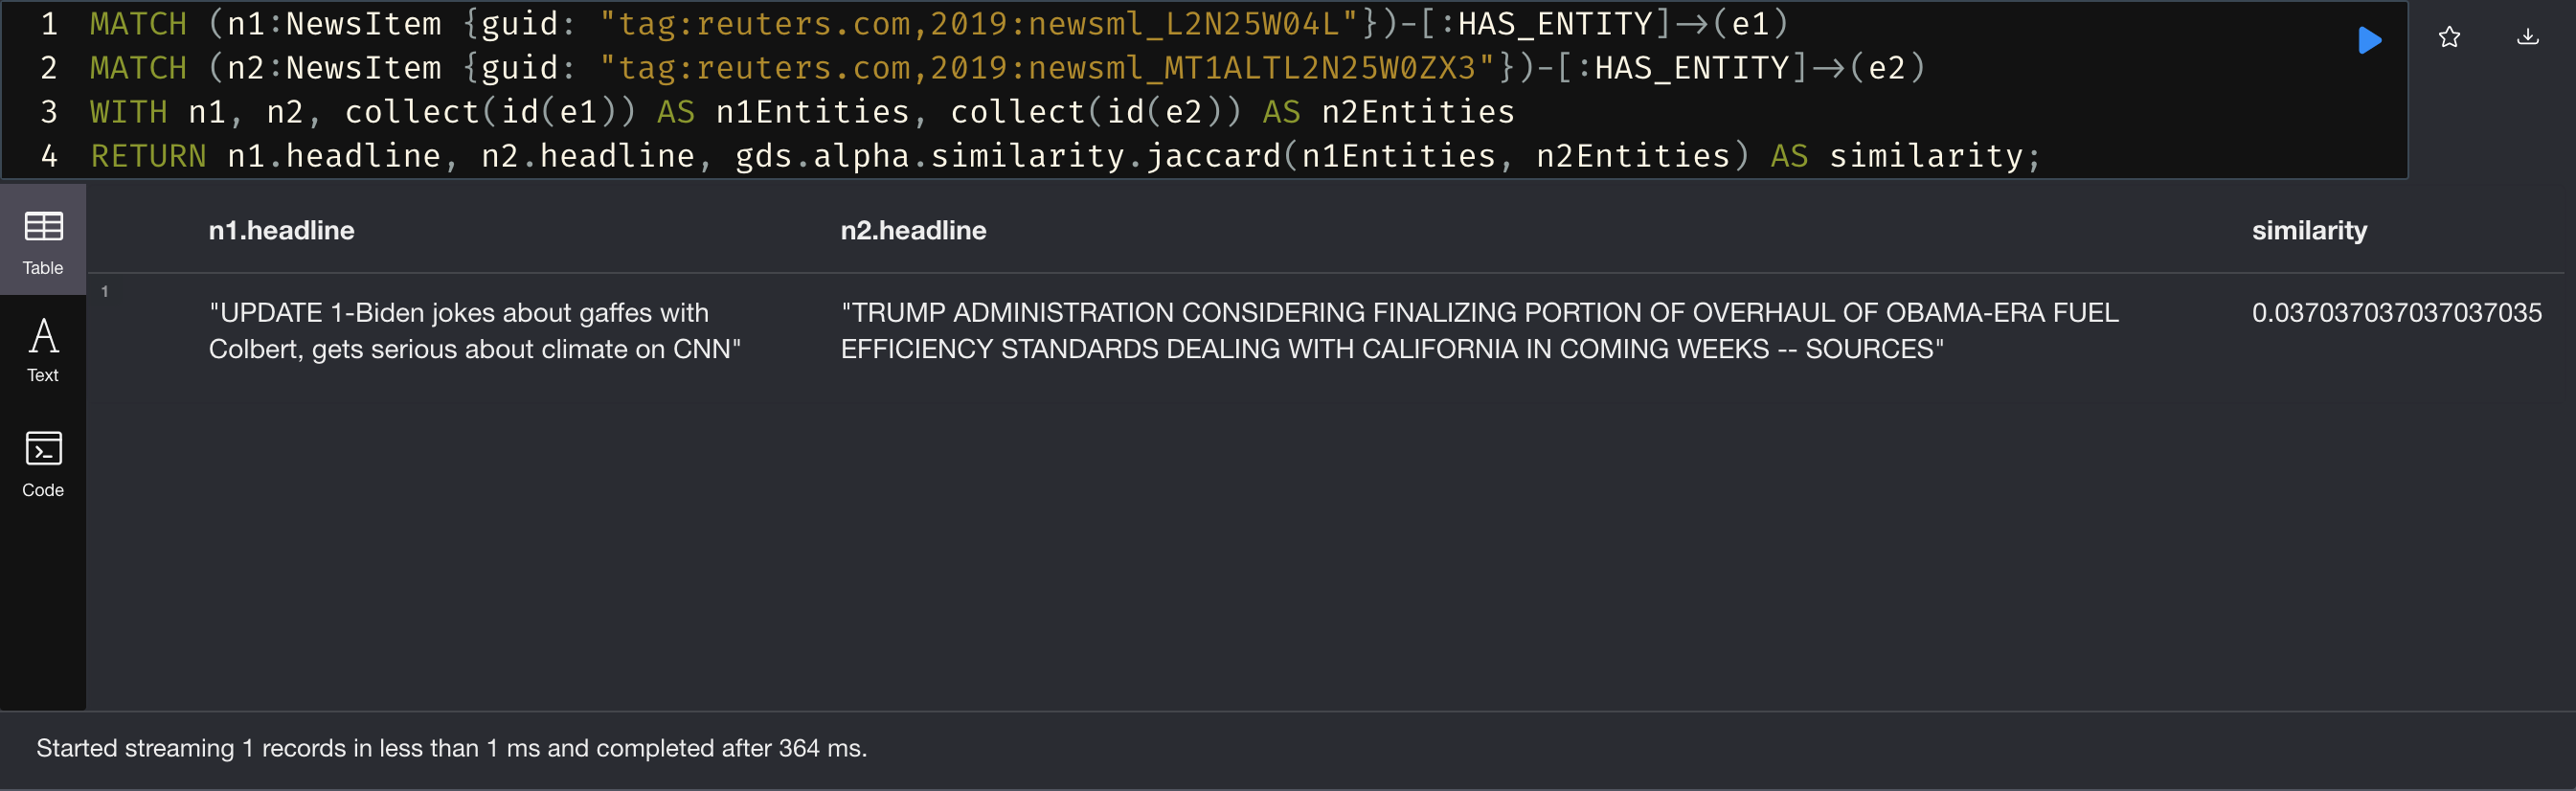 1 MATCH (n1:NewsItem {guid: "tag:reuters.com,2019:newsml_L2N25W04L"})-[:HAS_ENTITY]->(e1)
2 MATCH (n2:NewsItem {guid: "tag:reuters.com,2019:newsml_MT1ALTL2N25W0ZX3"})-[:HAS_ENTITY]->(e2)
3 WITH n1, n2, collect(id(e1)) AS n1Entities, collect(id(e2)) AS n2Entities
4 RETURN n1.headline, n2.headline, gds.alpha.similarity.jaccard(n1Entities, n2Entities) AS similarity;
Table
Text
Code
n1.headline n2.headline similarity
1
"UPDATE 1-Biden jokes about gaffes with
Colbert, gets serious about climate on CNN"
"TRUMP ADMINISTRATION CONSIDERING FINALIZING PORTION OF OVERHAUL OF OBAMA-ERA FUEL
EFFICIENCY STANDARDS DEALING WITH CALIFORNIA IN COMING WEEKS -- SOURCES"
0.037037037037037035
Started streaming 1 records in less than 1 ms and completed after 364 ms.